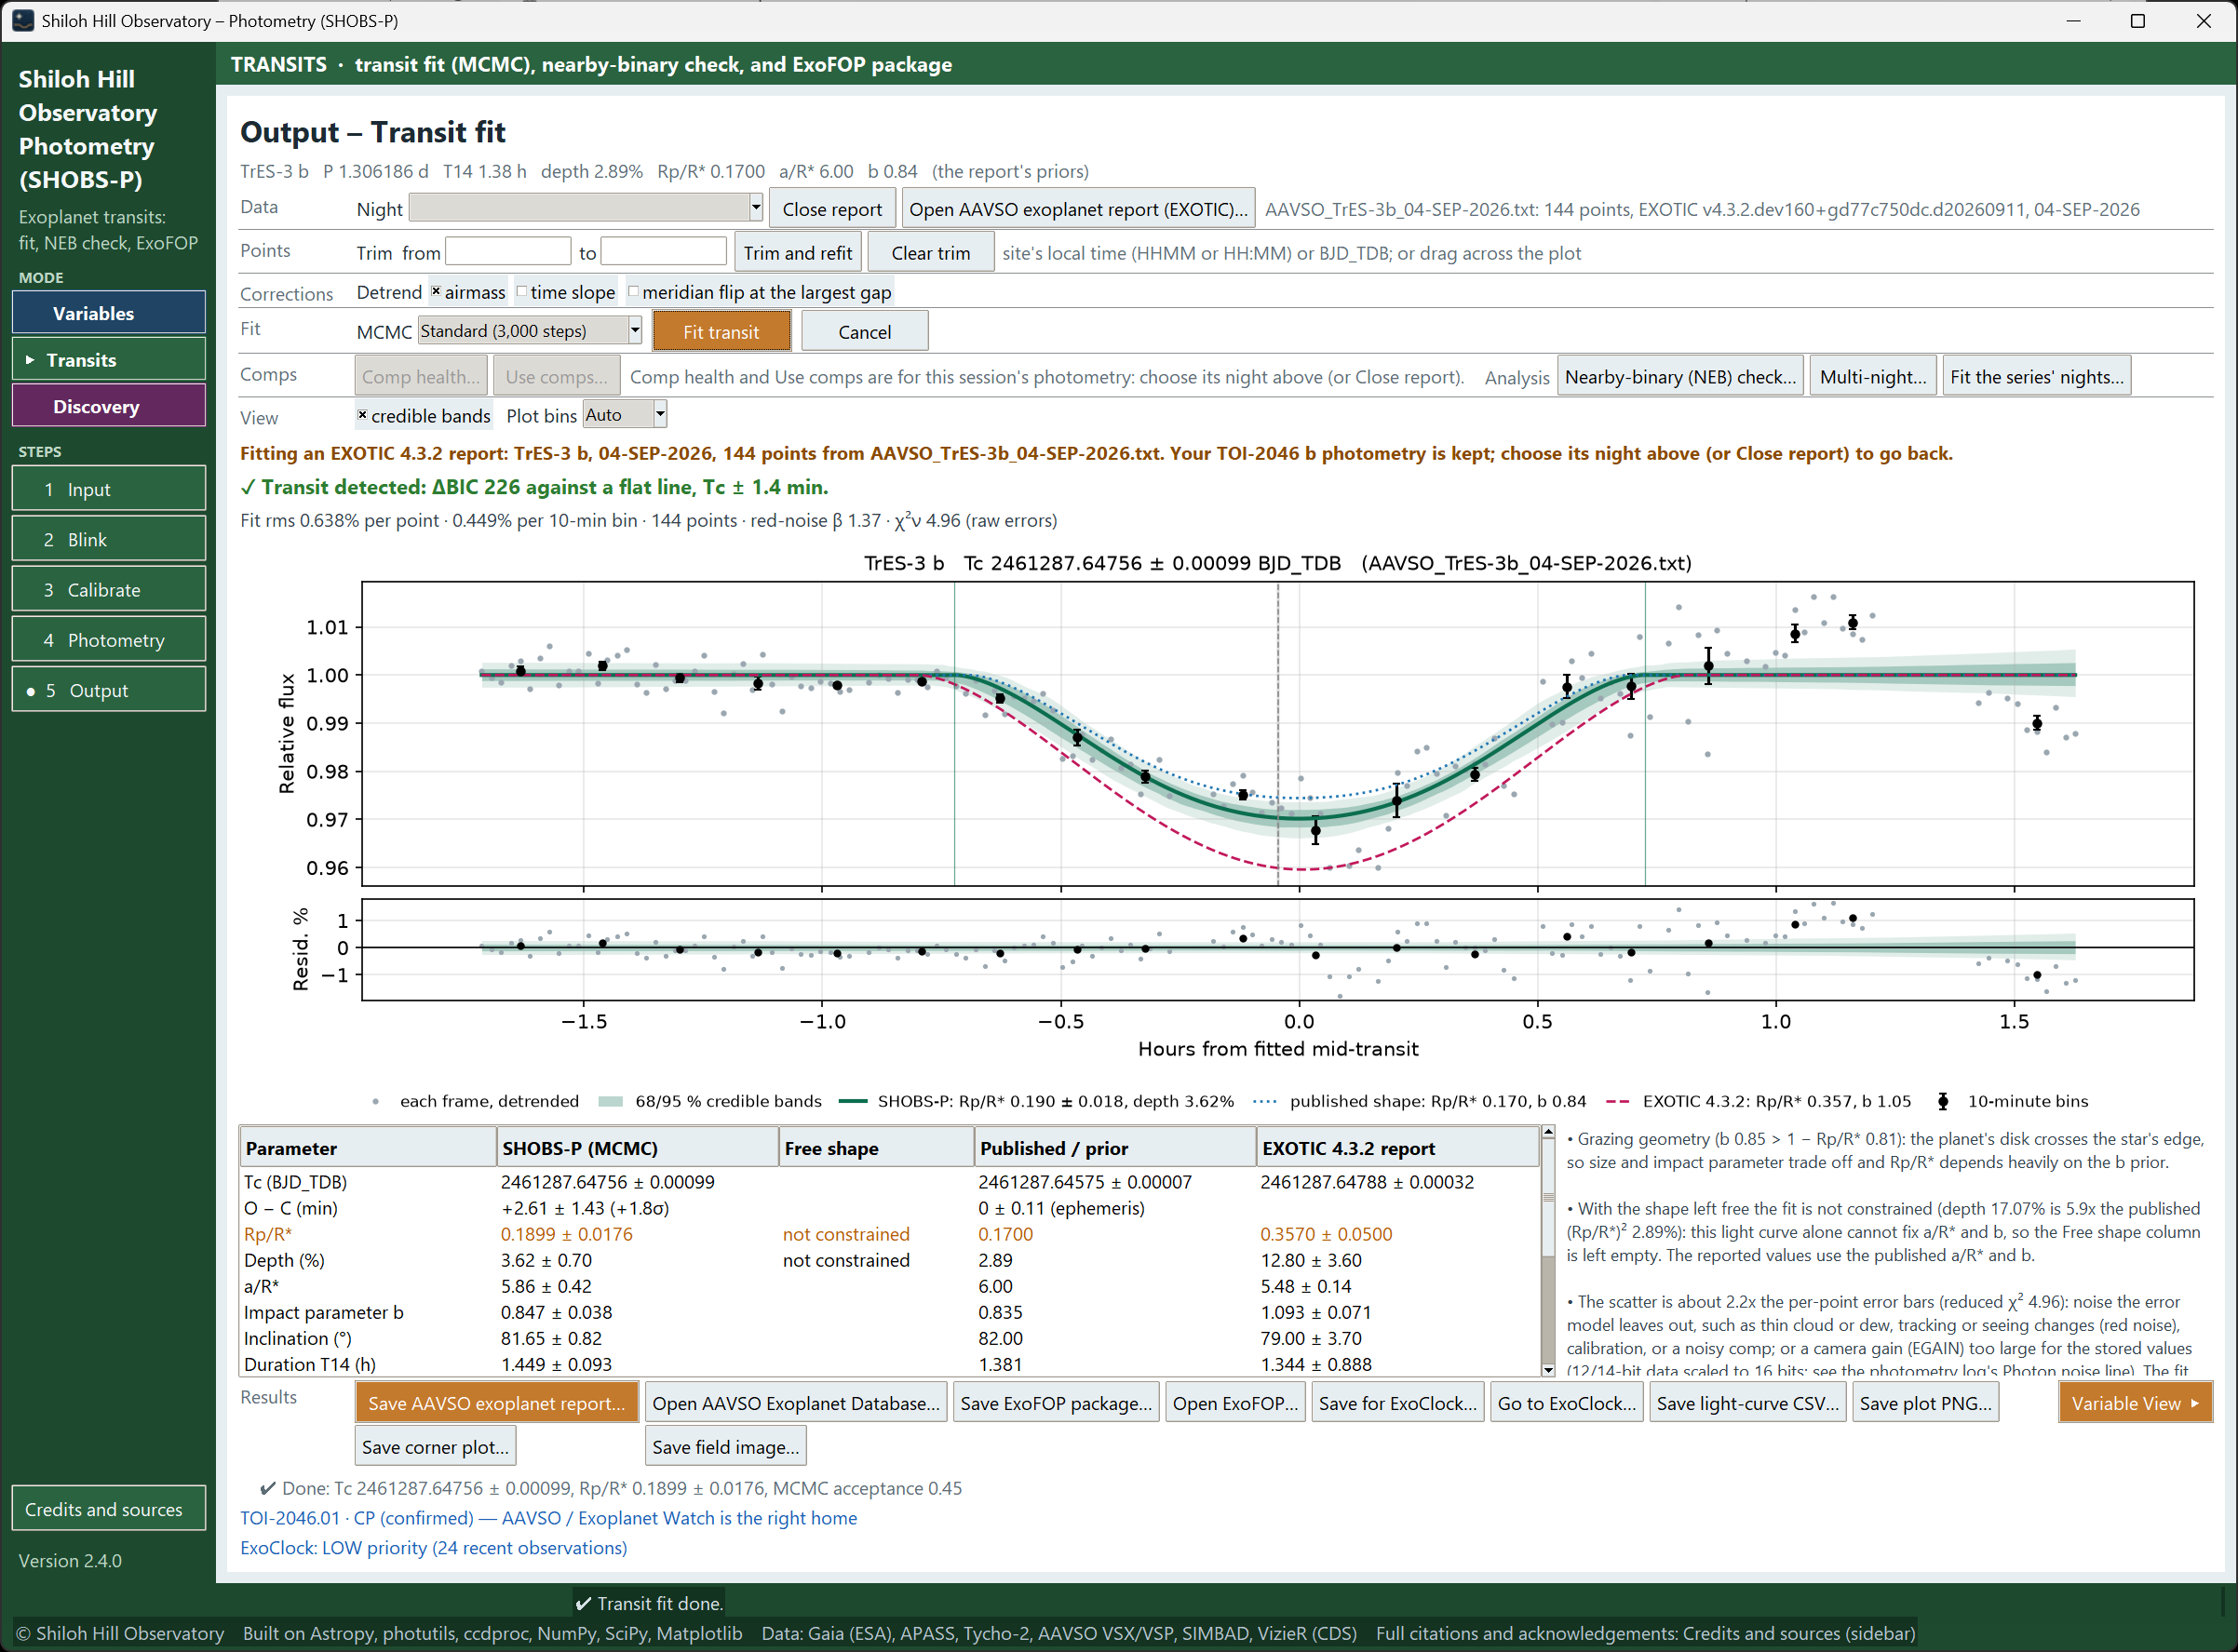 Shiloh Hill Observatory – Photometry (SHOBS-P)
Shiloh Hill
Observatory
Photometry
(SHOBS-P)
Exoplanet transits:
fit, NEB check, ExoFOP
MODE
Variables
▸ Transits
Discovery
STEPS
1 Input
2 Blink
3 Calibrate
4 Photometry
● 5 Output
Credits and sources
Version 2.4.0
TRANSITS · transit fit (MCMC), nearby-binary check, and ExoFOP package
Output – Transit fit
TrES-3 b P 1.306186 d T14 1.38 h depth 2.89% Rp/R* 0.1700 a/R* 6.00 b 0.84 (the report's priors)
Data Night Close report Open AAVSO exoplanet report (EXOTIC)... AAVSO_TrES-3b_04-SEP-2026.txt: 144 points, EXOTIC v4.3.2.dev160+gd77c750dc.d20260911, 04-SEP-2026
Points Trim from to Trim and refit Clear trim site's local time (HHMM or HH:MM) or BJD_TDB; or drag across the plot
Corrections Detrend airmass time slope meridian flip at the largest gap
Fit MCMC Standard (3,000 steps) Fit transit Cancel
Comps Comp health... Use comps... Comp health and Use comps are for this session's photometry: choose its night above (or Close report). Analysis Nearby-binary (NEB) check... Multi-night... Fit the series' nights...
View credible bands Plot bins Auto
Fitting an EXOTIC 4.3.2 report: TrES-3 b, 04-SEP-2026, 144 points from AAVSO_TrES-3b_04-SEP-2026.txt. Your TOI-2046 b photometry is kept; choose its night above (or Close report) to go back.
✓ Transit detected: ΔBIC 226 against a flat line, Tc ± 1.4 min.
Fit rms 0.638% per point · 0.449% per 10-min bin · 144 points · red-noise β 1.37 · χ²ν 4.96 (raw errors)
TrES-3 b Tc 2461287.64756 ± 0.00099 BJD_TDB (AAVSO_TrES-3b_04-SEP-2026.txt)
Relative flux
1.01
1.00
0.99
0.98
0.97
0.96
Resid. %
1
0
−1
−1.5 −1.0 −0.5 0.0 0.5 1.0 1.5
Hours from fitted mid-transit
each frame, detrended 68/95 % credible bands SHOBS-P: Rp/R* 0.190 ± 0.018, depth 3.62% published shape: Rp/R* 0.170, b 0.84 EXOTIC 4.3.2: Rp/R* 0.357, b 1.05 10-minute bins
Parameter SHOBS-P (MCMC) Free shape Published / prior EXOTIC 4.3.2 report
Tc (BJD_TDB) 2461287.64756 ± 0.00099 2461287.64575 ± 0.00007 2461287.64788 ± 0.00032
O − C (min) +2.61 ± 1.43 (+1.8σ) 0 ± 0.11 (ephemeris)
Rp/R* 0.1899 ± 0.0176 not constrained 0.1700 0.3570 ± 0.0500
Depth (%) 3.62 ± 0.70 not constrained 2.89 12.80 ± 3.60
a/R* 5.86 ± 0.42 6.00 5.48 ± 0.14
Impact parameter b 0.847 ± 0.038 0.835 1.093 ± 0.071
Inclination (°) 81.65 ± 0.82 82.00 79.00 ± 3.70
Duration T14 (h) 1.449 ± 0.093 1.381 1.344 ± 0.888
• Grazing geometry (b 0.85 > 1 − Rp/R* 0.81): the planet's disk crosses the star's edge,
so size and impact parameter trade off and Rp/R* depends heavily on the b prior.
• With the shape left free the fit is not constrained (depth 17.07% is 5.9x the published
(Rp/R*)² 2.89%): this light curve alone cannot fix a/R* and b, so the Free shape column
is left empty. The reported values use the published a/R* and b.
• The scatter is about 2.2x the per-point error bars (reduced χ² 4.96): noise the error
model leaves out, such as thin cloud or dew, tracking or seeing changes (red noise),
calibration, or a noisy comp; or a camera gain (EGAIN) too large for the stored values
(12/14-bit data scaled to 16 bits; see the photometry log's Photon noise line). The fit
Results Save AAVSO exoplanet report... Open AAVSO Exoplanet Database... Save ExoFOP package... Open ExoFOP... Save for ExoClock... Go to ExoClock... Save light-curve CSV... Save plot PNG... Variable View ▸
Save corner plot... Save field image...
✔ Done: Tc 2461287.64756 ± 0.00099, Rp/R* 0.1899 ± 0.0176, MCMC acceptance 0.45
TOI-2046.01 · CP (confirmed) — AAVSO / Exoplanet Watch is the right home
ExoClock: LOW priority (24 recent observations)
✔ Transit fit done.
© Shiloh Hill Observatory Built on Astropy, photutils, ccdproc, NumPy, SciPy, Matplotlib Data: Gaia (ESA), APASS, Tycho-2, AAVSO VSX/VSP, SIMBAD, VizieR (CDS) Full citations and acknowledgements: Credits and sources (sidebar)